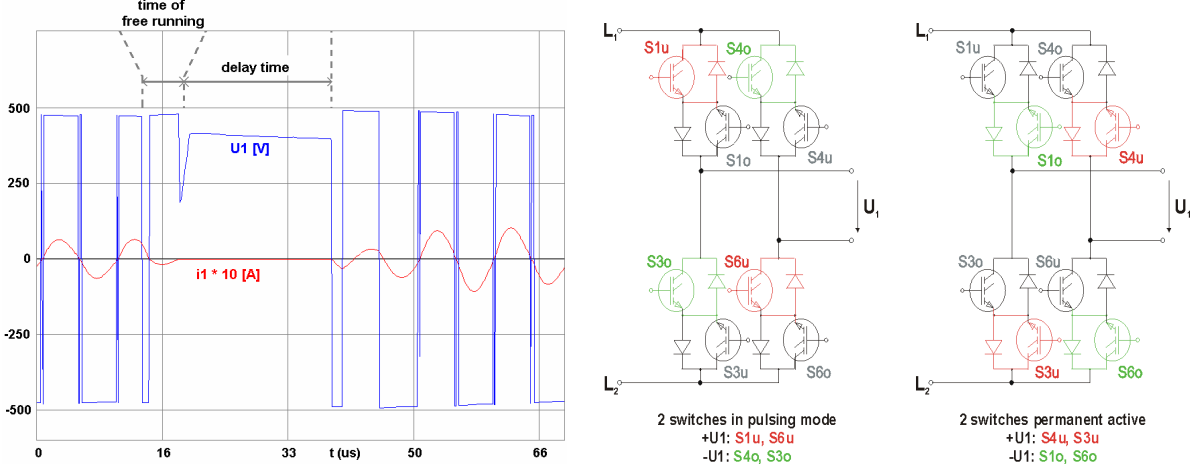 time of
free running
delay time
500
250
0
-250
-500
U1 [V]
i1 * 10 [A]
0
16
33
t (us)
50
66
L1
S1u
S4o
S1o
S4u
U1
S3o
S6u
S3u
S6o
L2
2 switches in pulsing mode
+U1: S1u, S6u
-U1: S4o, S3o
L1
S1u
S4o
S1o
S4u
U1
S3o
S6u
S3u
S6o
L2
2 switches permanent active
+U1: S4u, S3u
-U1: S1o, S6o